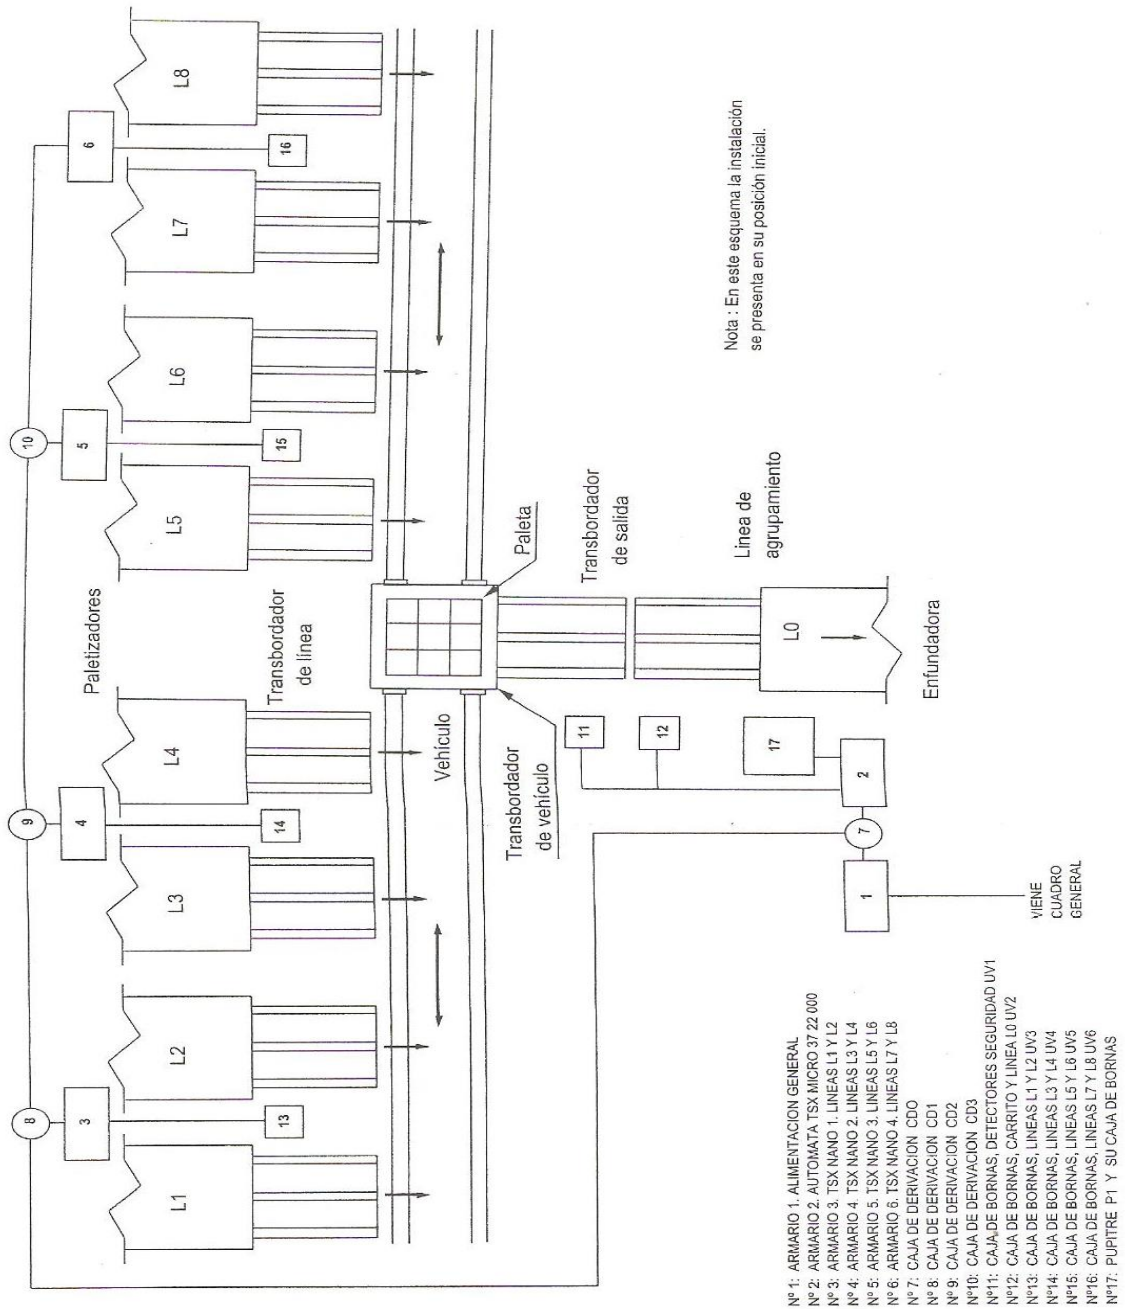 L1
L2
L3
L4
L5
L6
L7
L8
8
9
10
3
4
5
6
13
14
15
16
Paletizadores
Transbordador
de línea
Vehículo
Transbordador
de vehículo
Paleta
Transbordador
de salida
Linea de
agrupamiento
L0
Enfundadora
11
12
17
2
7
1
VIENE
CUADRO
GENERAL
Nota : En este esquema la instalación
se presenta en su posición inicial.
Nº 1: ARMARIO 1. ALIMENTACION GENERAL
Nº 2: ARMARIO 2. AUTOMATA TSX MICRO 37 22 000
Nº 3: ARMARIO 3. TSX NANO 1. LINEAS L1 Y L2
Nº 4: ARMARIO 4. TSX NANO 2. LINEAS L3 Y L4
Nº 5: ARMARIO 5. TSX NANO 3. LINEAS L5 Y L6
Nº 6: ARMARIO 6. TSX NANO 4. LINEAS L7 Y L8
Nº 7: CAJA DE DERIVACION CDO
Nº 8: CAJA DE DERIVACION CD1
Nº 9: CAJA DE DERIVACION CD2
Nº10: CAJA DE DERIVACION CD3
Nº11: CAJA DE BORNAS, DETECTORES SEGURIDAD UV1
Nº12: CAJA DE BORNAS, CARRITO Y LINEA L0 UV2
Nº13: CAJA DE BORNAS, LINEAS L1 Y L2 UV3
Nº14: CAJA DE BORNAS, LINEAS L3 Y L4 UV4
Nº15: CAJA DE BORNAS, LINEAS L5 Y L6 UV5
Nº16: CAJA DE BORNAS, LINEAS L7 Y L8 UV6
Nº17: PUPITRE P1 Y SU CAJA DE BORNAS